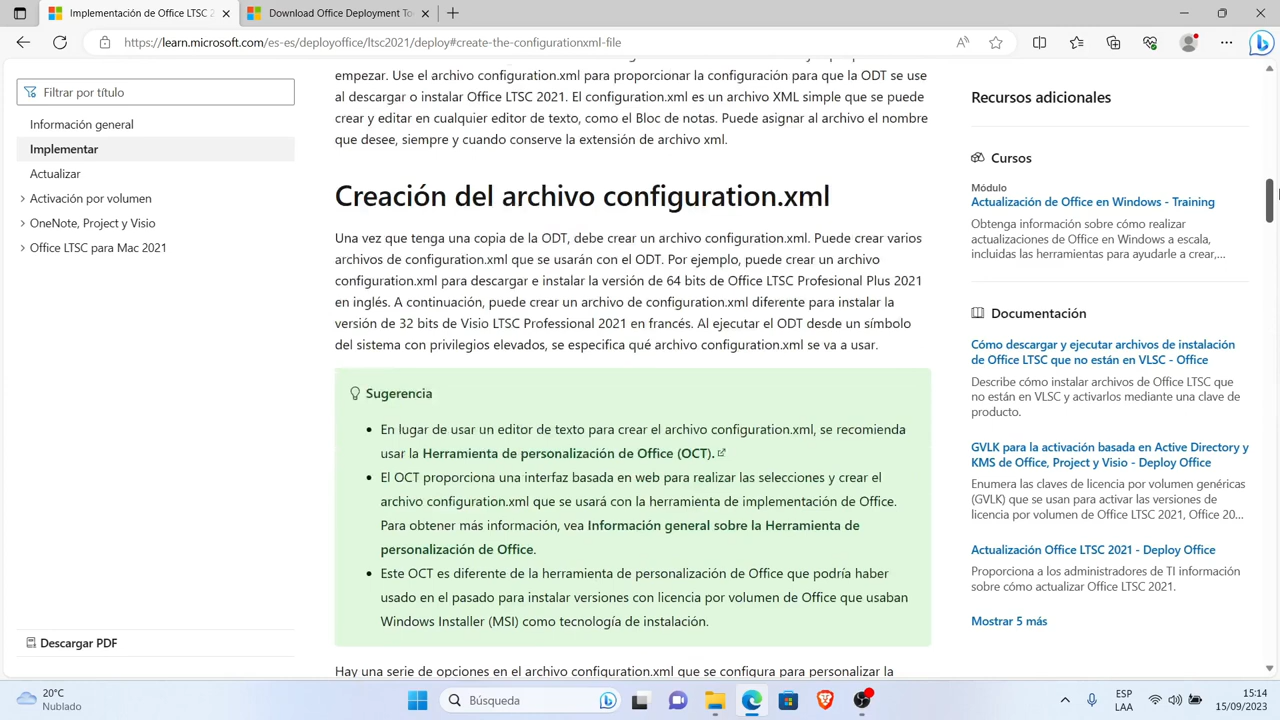 Implementación de Office LTSC 2
Download Office Deployment To
https://learn.microsoft.com/es-es/deployoffice/ltsc2021/deploy#create-the-configurationxml-file
Filtrar por título
Información general
Implementar
Actualizar
Activación por volumen
OneNote, Project y Visio
Office LTSC para Mac 2021
Descargar PDF
empezar. Use el archivo configuration.xml para proporcionar la configuración para que la ODT se use
al descargar o instalar Office LTSC 2021. El configuration.xml es un archivo XML simple que se puede
crear y editar en cualquier editor de texto, como el Bloc de notas. Puede asignar al archivo el nombre
que desee, siempre y cuando conserve la extensión de archivo xml.
Creación del archivo configuration.xml
Una vez que tenga una copia de la ODT, debe crear un archivo configuration.xml. Puede crear varios
archivos de configuration.xml que se usarán con el ODT. Por ejemplo, puede crear un archivo
configuration.xml para descargar e instalar la versión de 64 bits de Office LTSC Profesional Plus 2021
en inglés. A continuación, puede crear un archivo de configuration.xml diferente para instalar la
versión de 32 bits de Visio LTSC Professional 2021 en francés. Al ejecutar el ODT desde un símbolo
del sistema con privilegios elevados, se especifica qué archivo configuration.xml se va a usar.
Sugerencia
• En lugar de usar un editor de texto para crear el archivo configuration.xml, se recomienda
usar la Herramienta de personalización de Office (OCT).
• El OCT proporciona una interfaz basada en web para realizar las selecciones y crear el
archivo configuration.xml que se usará con la herramienta de implementación de Office.
Para obtener más información, vea Información general sobre la Herramienta de
personalización de Office.
• Este OCT es diferente de la herramienta de personalización de Office que podría haber
usado en el pasado para instalar versiones con licencia por volumen de Office que usaban
Windows Installer (MSI) como tecnología de instalación.
Hay una serie de opciones en el archivo configuration.xml que se configura para personalizar la
Recursos adicionales
Cursos
Módulo
Actualización de Office en Windows - Training
Obtenga información sobre cómo realizar
actualizaciones de Office en Windows a escala,
incluidas las herramientas para ayudarle a crear,...
Documentación
Cómo descargar y ejecutar archivos de instalación
de Office LTSC que no están en VLSC - Office
Describe cómo instalar archivos de Office LTSC que
no están en VLSC y activarlos mediante una clave de
producto.
GVLK para la activación basada en Active Directory y
KMS de Office, Project y Visio - Deploy Office
Enumera las claves de licencia por volumen genéricas
(GVLK) que se usan para activar las versiones de
licencia por volumen de Office LTSC 2021, Office 20...
Actualización Office LTSC 2021 - Deploy Office
Proporciona a los administradores de TI información
sobre cómo actualizar Office LTSC 2021.
Mostrar 5 más
20°C
Nublado
Búsqueda
ESP
LAA
15:14
15/09/2023